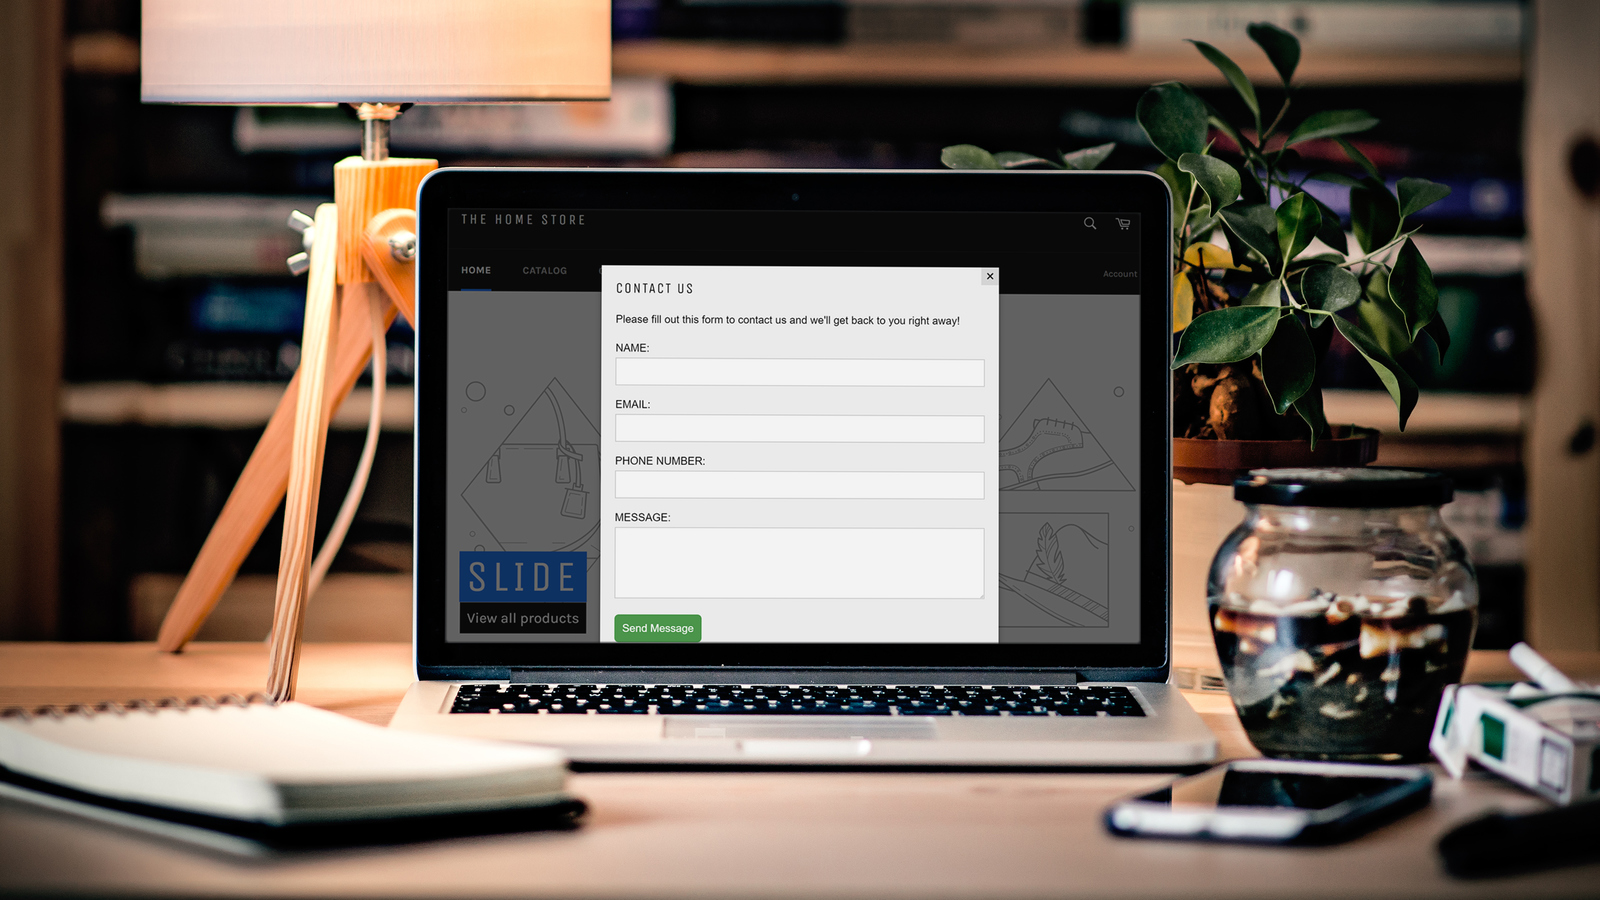 THE HOME STORE
HOME
CATALOG
Account
CONTACT US
Please fill out this form to contact us and we'll get back to you right away!
NAME:
EMAIL:
PHONE NUMBER:
MESSAGE:
Send Message
SLIDE
View all products